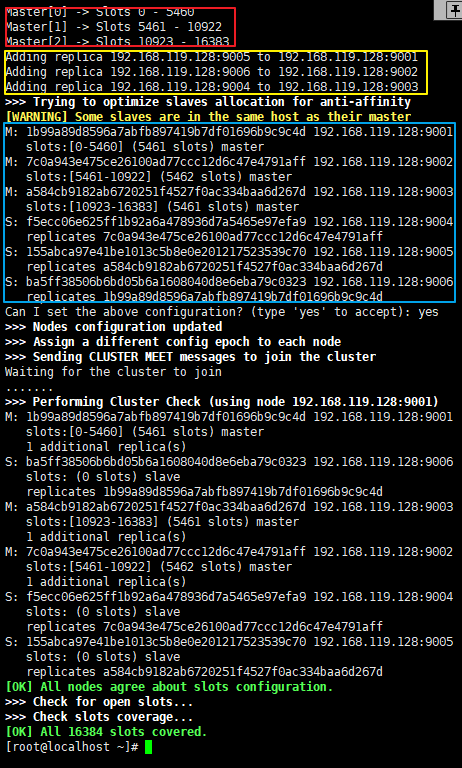 Master[0] -> Slots 0 - 5460
Master[1] -> Slots 5461 - 10922
Master[2] -> Slots 10923 - 16383
Adding replica 192.168.119.128:9005 to 192.168.119.128:9001
Adding replica 192.168.119.128:9006 to 192.168.119.128:9002
Adding replica 192.168.119.128:9004 to 192.168.119.128:9003
>>> Trying to optimize slaves allocation for anti-affinity
[WARNING] Some slaves are in the same host as their master
M: 1b99a89d8596a7abfb897419b7df01696b9c9c4d 192.168.119.128:9001
   slots:[0-5460] (5461 slots) master
M: 7c0a943e475ce26100ad77ccc12d6c47e4791aff 192.168.119.128:9002
   slots:[5461-10922] (5462 slots) master
M: a584cb9182ab6720251f4527f0ac334baa6d267d 192.168.119.128:9003
   slots:[10923-16383] (5461 slots) master
S: f5ecc06e625ff1b92a6a478936d7a5465e97efa9 192.168.119.128:9004
   replicates 7c0a943e475ce26100ad77ccc12d6c47e4791aff
S: 155abca97e41be1013c5b8e0e201217523539c70 192.168.119.128:9005
   replicates a584cb9182ab6720251f4527f0ac334baa6d267d
S: ba5ff38506b6bd05b6a1608040d8e6eba79c0323 192.168.119.128:9006
   replicates 1b99a89d8596a7abfb897419b7df01696b9c9c4d
Can I set the above configuration? (type 'yes' to accept): yes
>>> Nodes configuration updated
>>> Assign a different config epoch to each node
>>> Sending CLUSTER MEET messages to join the cluster
Waiting for the cluster to join
.......
>>> Performing Cluster Check (using node 192.168.119.128:9001)
M: 1b99a89d8596a7abfb897419b7df01696b9c9c4d 192.168.119.128:9001
   slots:[0-5460] (5461 slots) master
   1 additional replica(s)
S: ba5ff38506b6bd05b6a1608040d8e6eba79c0323 192.168.119.128:9006
   slots: (0 slots) slave
   replicates 1b99a89d8596a7abfb897419b7df01696b9c9c4d
M: a584cb9182ab6720251f4527f0ac334baa6d267d 192.168.119.128:9003
   slots:[10923-16383] (5461 slots) master
   1 additional replica(s)
M: 7c0a943e475ce26100ad77ccc12d6c47e4791aff 192.168.119.128:9002
   slots:[5461-10922] (5462 slots) master
   1 additional replica(s)
S: f5ecc06e625ff1b92a6a478936d7a5465e97efa9 192.168.119.128:9004
   slots: (0 slots) slave
   replicates 7c0a943e475ce26100ad77ccc12d6c47e4791aff
S: 155abca97e41be1013c5b8e0e201217523539c70 192.168.119.128:9005
   slots: (0 slots) slave
   replicates a584cb9182ab6720251f4527f0ac334baa6d267d
[OK] All nodes agree about slots configuration.
>>> Check for open slots...
>>> Check slots coverage...
[OK] All 16384 slots covered.
[root@localhost ~]#